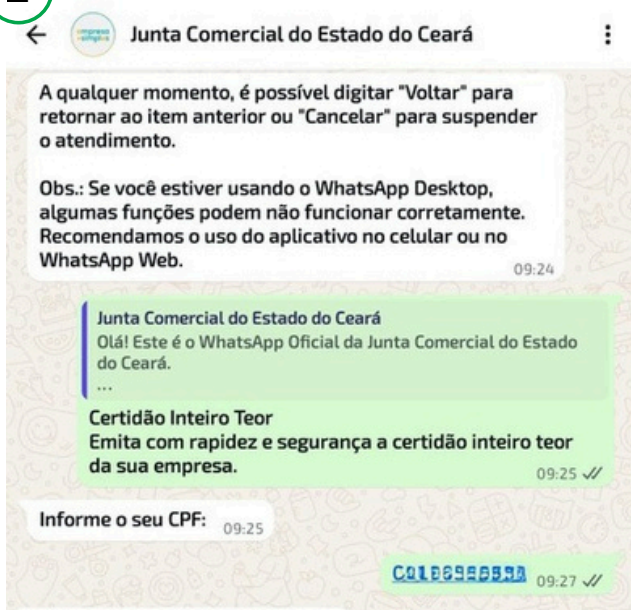 Junta Comercial do Estado do Ceará
A qualquer momento, é possível digitar "Voltar" para
retornar ao item anterior ou "Cancelar" para suspender
o atendimento.
Obs.: Se você estiver usando o WhatsApp Desktop,
algumas funções podem não funcionar corretamente.
Recomendamos o uso do aplicativo no celular ou no
WhatsApp Web.
09:24
Junta Comercial do Estado do Ceará
Olá! Este é o WhatsApp Oficial da Junta Comercial do Estado
do Ceará.
...
Certidão Inteiro Teor
Emita com rapidez e segurança a certidão inteiro teor
da sua empresa.
09:25
Informe o seu CPF: 09:25
09:27